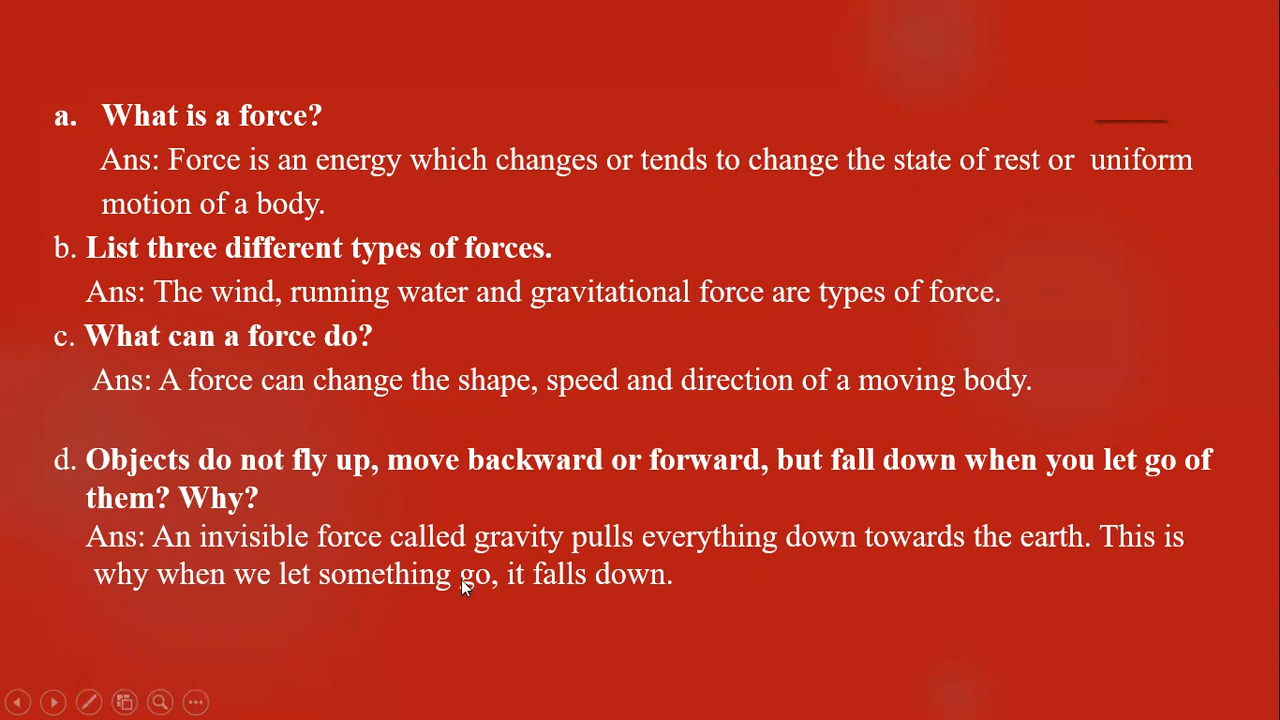 a. What is a force?
Ans: Force is an energy which changes or tends to change the state of rest or uniform
motion of a body.
b. List three different types of forces.
Ans: The wind, running water and gravitational force are types of force.
c. What can a force do?
Ans: A force can change the shape, speed and direction of a moving body.
d. Objects do not fly up, move backward or forward, but fall down when you let go of
them? Why?
Ans: An invisible force called gravity pulls everything down towards the earth. This is
why when we let something go, it falls down.